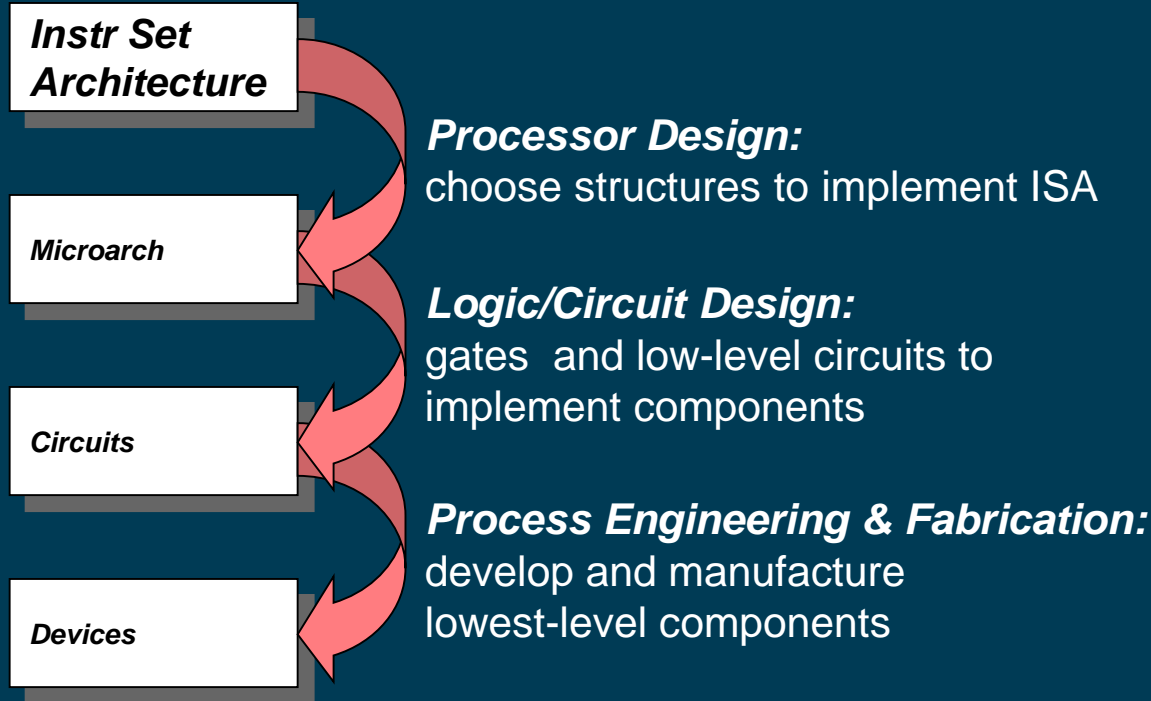 Instr Set
Architecture
Processor Design:
choose structures to implement ISA
Microarch
Logic/Circuit Design:
gates and low-level circuits to
implement components
Circuits
Process Engineering & Fabrication:
develop and manufacture
lowest-level components
Devices